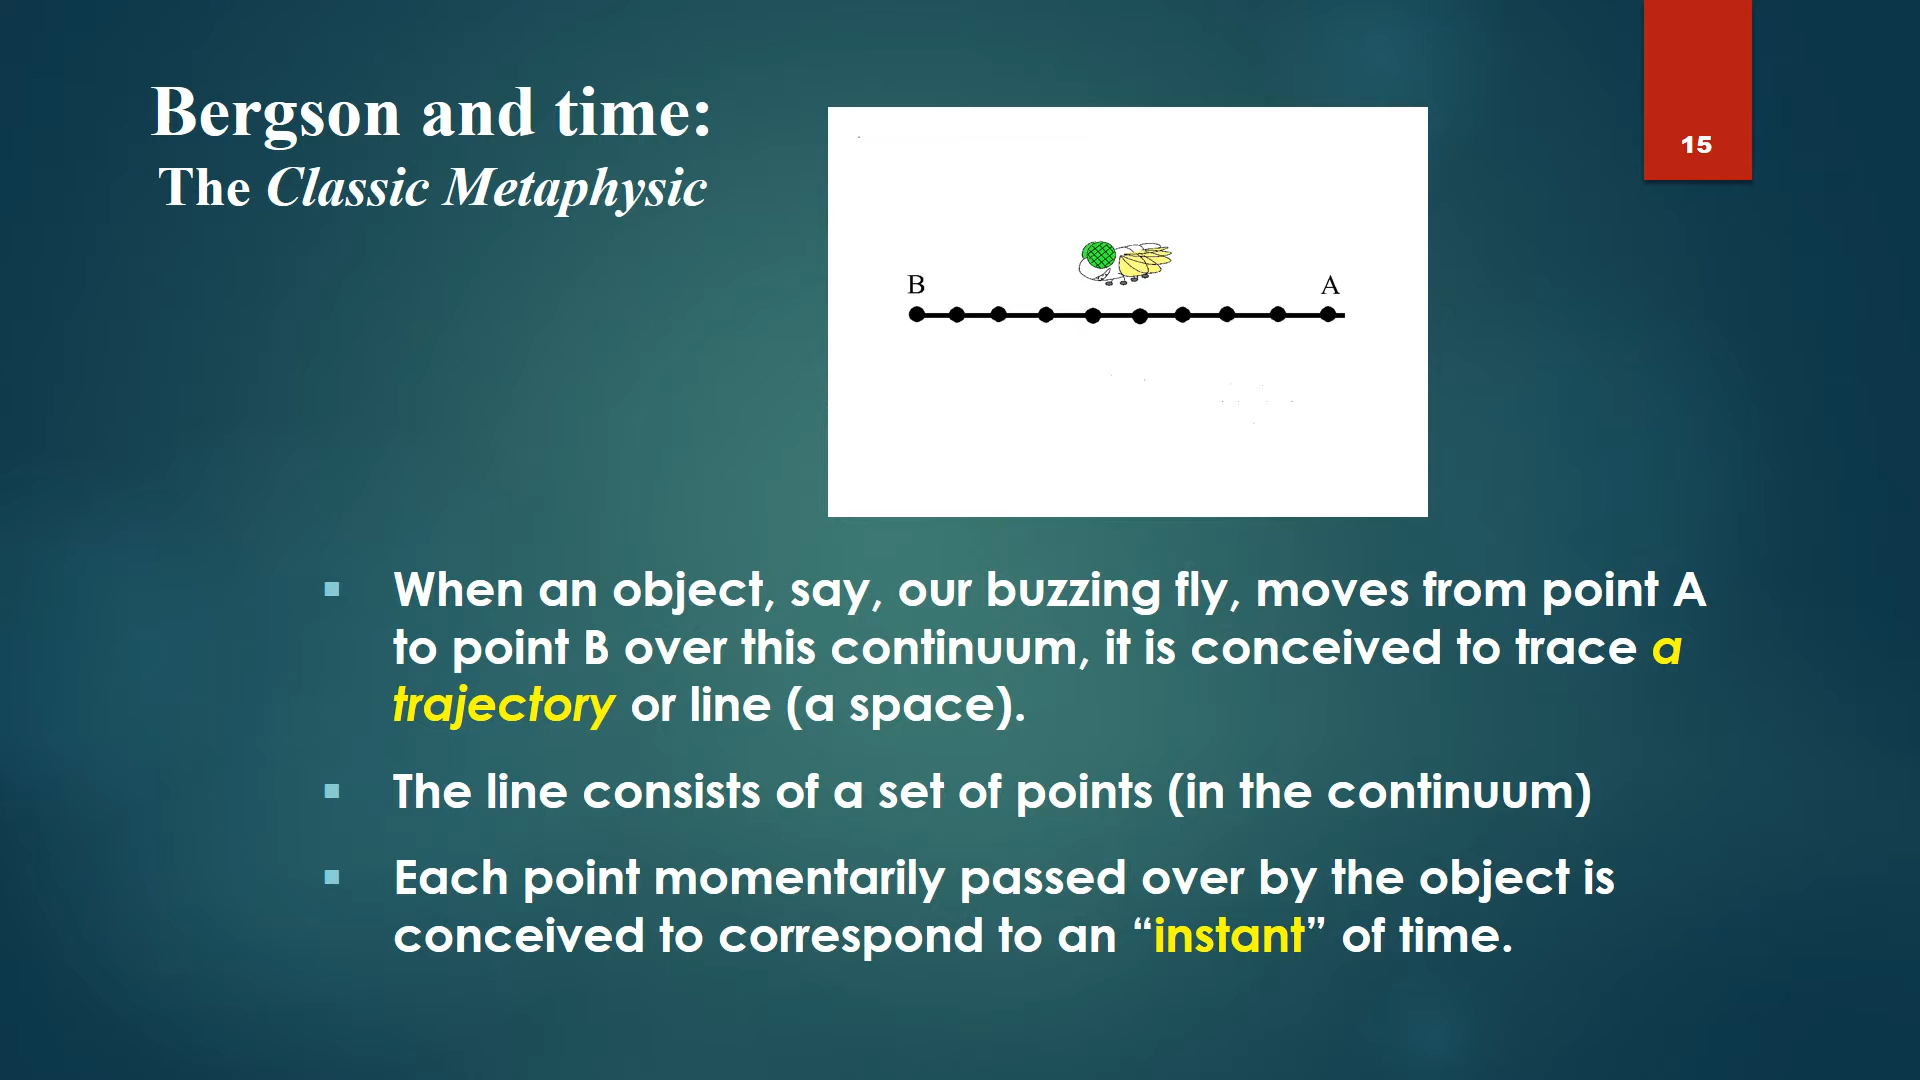 Bergson and time:
The Classic Metaphysic
15
B
A
When an object, say, our buzzing fly, moves from point A
to point B over this continuum, it is conceived to trace a
trajectory or line (a space).
The line consists of a set of points (in the continuum)
Each point momentarily passed over by the object is
conceived to correspond to an “instant” of time.